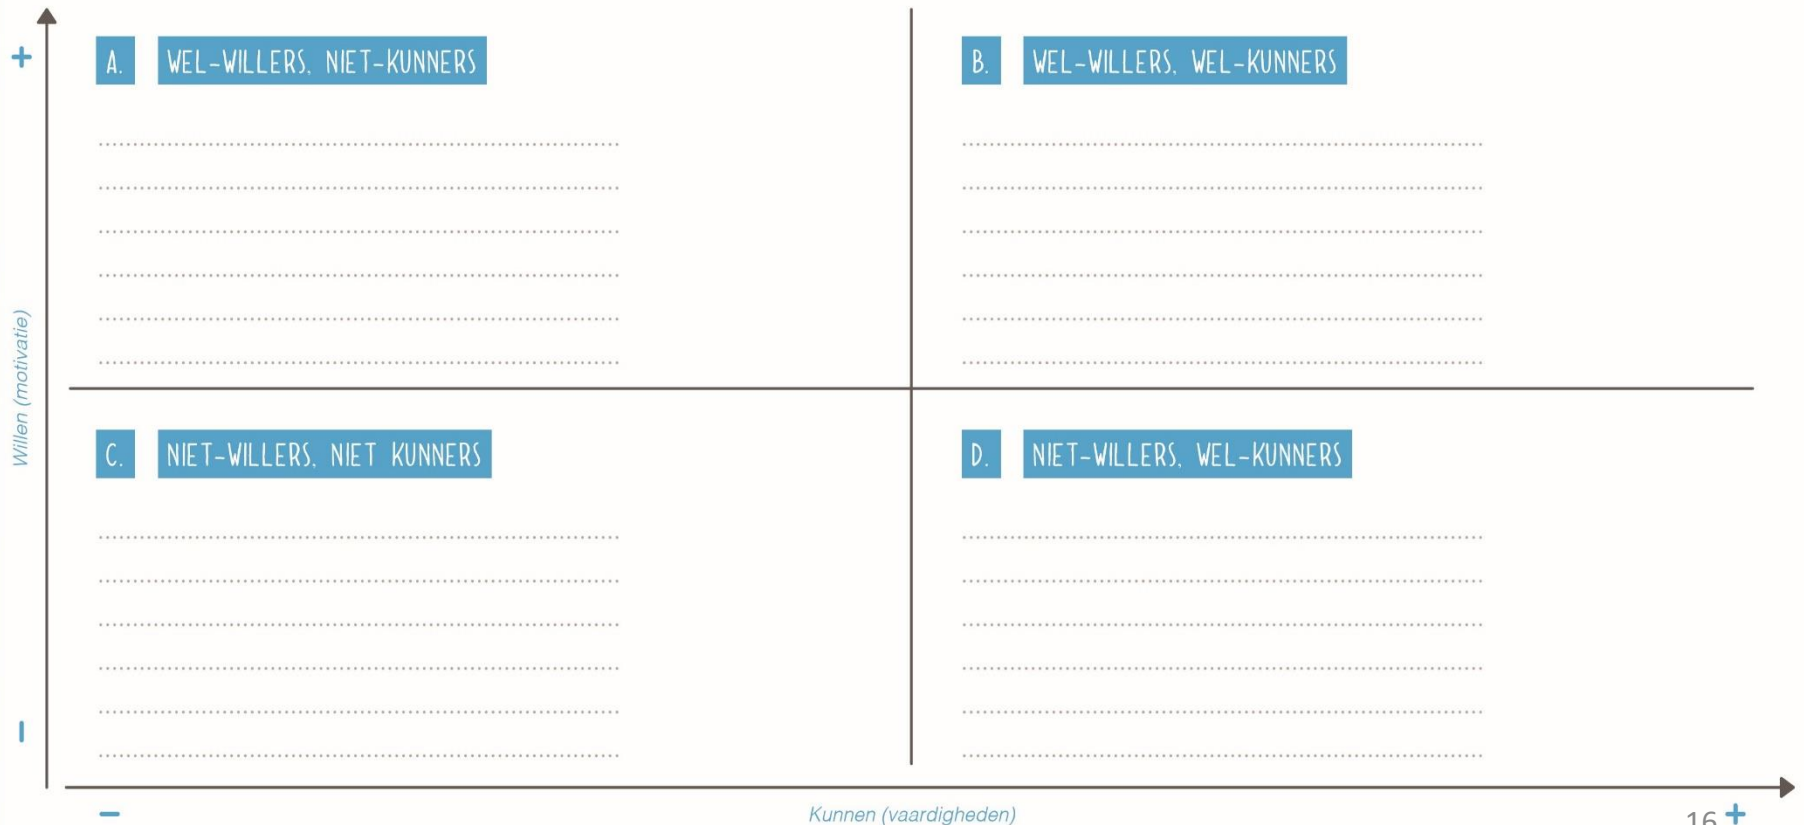 +
A. WEL-WILLERS, NIET-KUNNERS
B. WEL-WILLERS, WEL-KUNNERS
Willen (motivatie)
C. NIET-WILLERS, NIET KUNNERS
D. NIET-WILLERS, WEL-KUNNERS
-
-
Kunnen (vaardigheden)
16 +